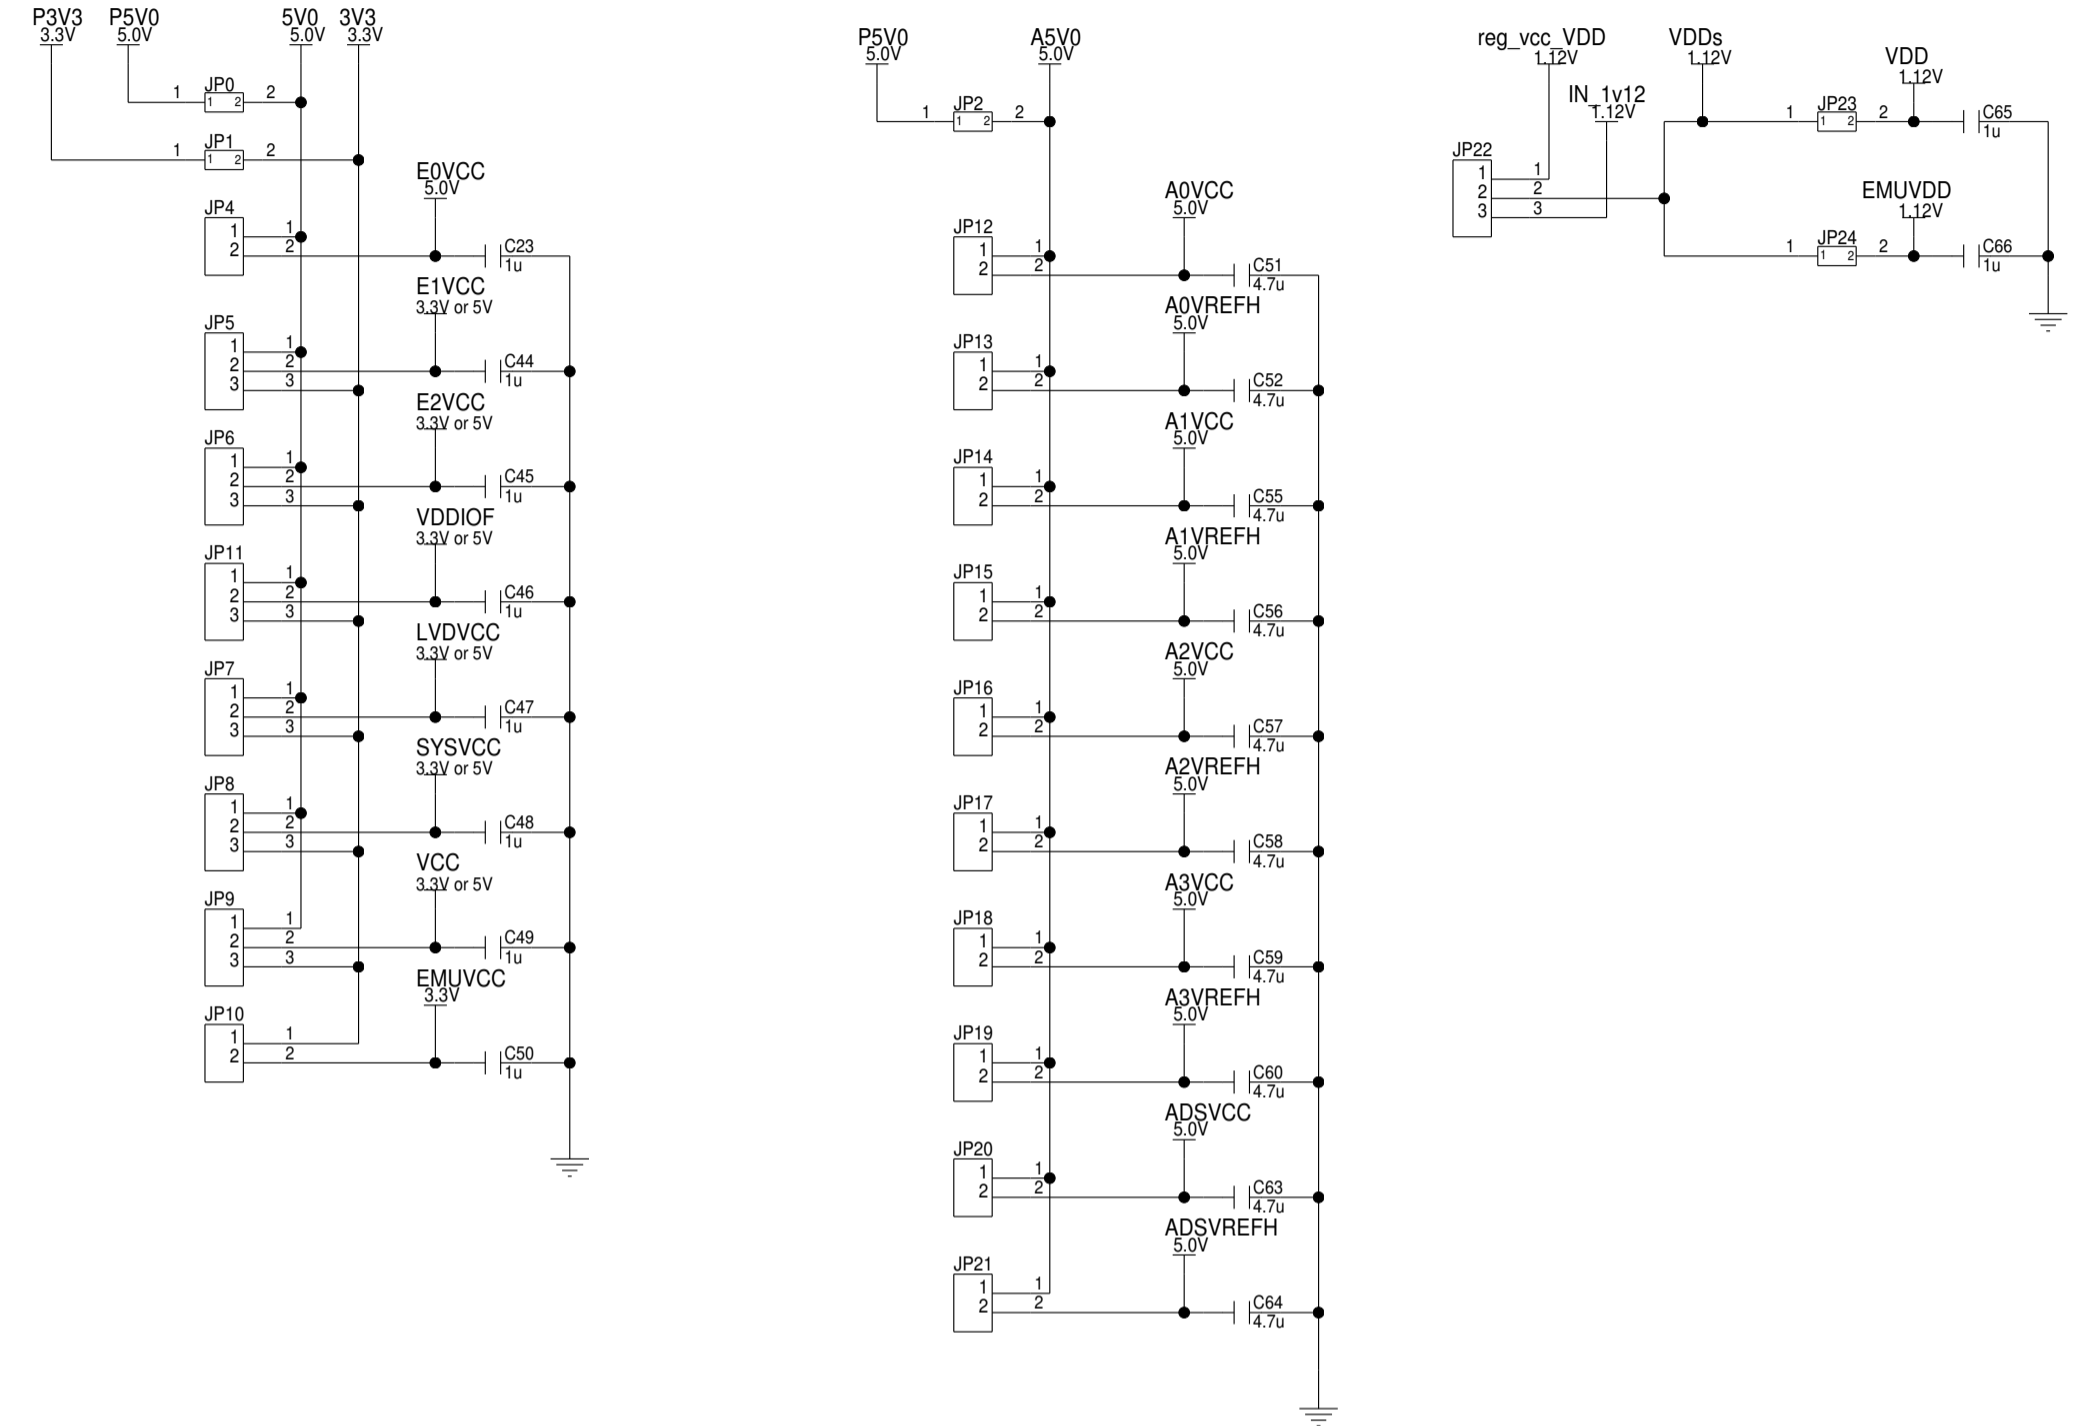 P3V3
3.3V
P5V0
5.0V
5V0
5.0V
3V3
3.3V
1
JP0
1 2
2
1
JP1
1 2
2
E0VCC
5.0V
JP4
1
2
1
2
C23
1u
E1VCC
3.3V or 5V
JP5
1
2
3
1
2
3
C44
1u
E2VCC
3.3V or 5V
JP6
1
2
3
1
2
3
C45
1u
VDDIOF
3.3V or 5V
JP11
1
2
3
1
2
3
C46
1u
LVDVCC
3.3V or 5V
JP7
1
2
3
1
2
3
C47
1u
SYSVCC
3.3V or 5V
JP8
1
2
3
1
2
3
C48
1u
VCC
3.3V or 5V
JP9
1
2
3
1
2
3
C49
1u
EMUVCC
3.3V
JP10
1
2
1
2
C50
1u
P5V0
5.0V
A5V0
5.0V
1
JP2
1 2
2
A0VCC
5.0V
JP12
1
2
1
2
C51
4.7u
A0VREFH
5.0V
JP13
1
2
1
2
C52
4.7u
A1VCC
5.0V
JP14
1
2
1
2
C55
4.7u
A1VREFH
5.0V
JP15
1
2
1
2
C56
4.7u
A2VCC
5.0V
JP16
1
2
1
2
C57
4.7u
A2VREFH
5.0V
JP17
1
2
1
2
C58
4.7u
A3VCC
5.0V
JP18
1
2
1
2
C59
4.7u
A3VREFH
5.0V
JP19
1
2
1
2
C60
4.7u
ADSVCC
5.0V
JP20
1
2
1
2
C63
4.7u
ADSVREFH
5.0V
JP21
1
2
1
2
C64
4.7u
reg_vcc_VDD
1.12V
IN_1v12
1.12V
VDDs
1.12V
VDD
1.12V
JP22
1
2
3
1
2
3
1
JP23
1 2
2
C65
1u
EMUVDD
1.12V
1
JP24
1 2
2
C66
1u